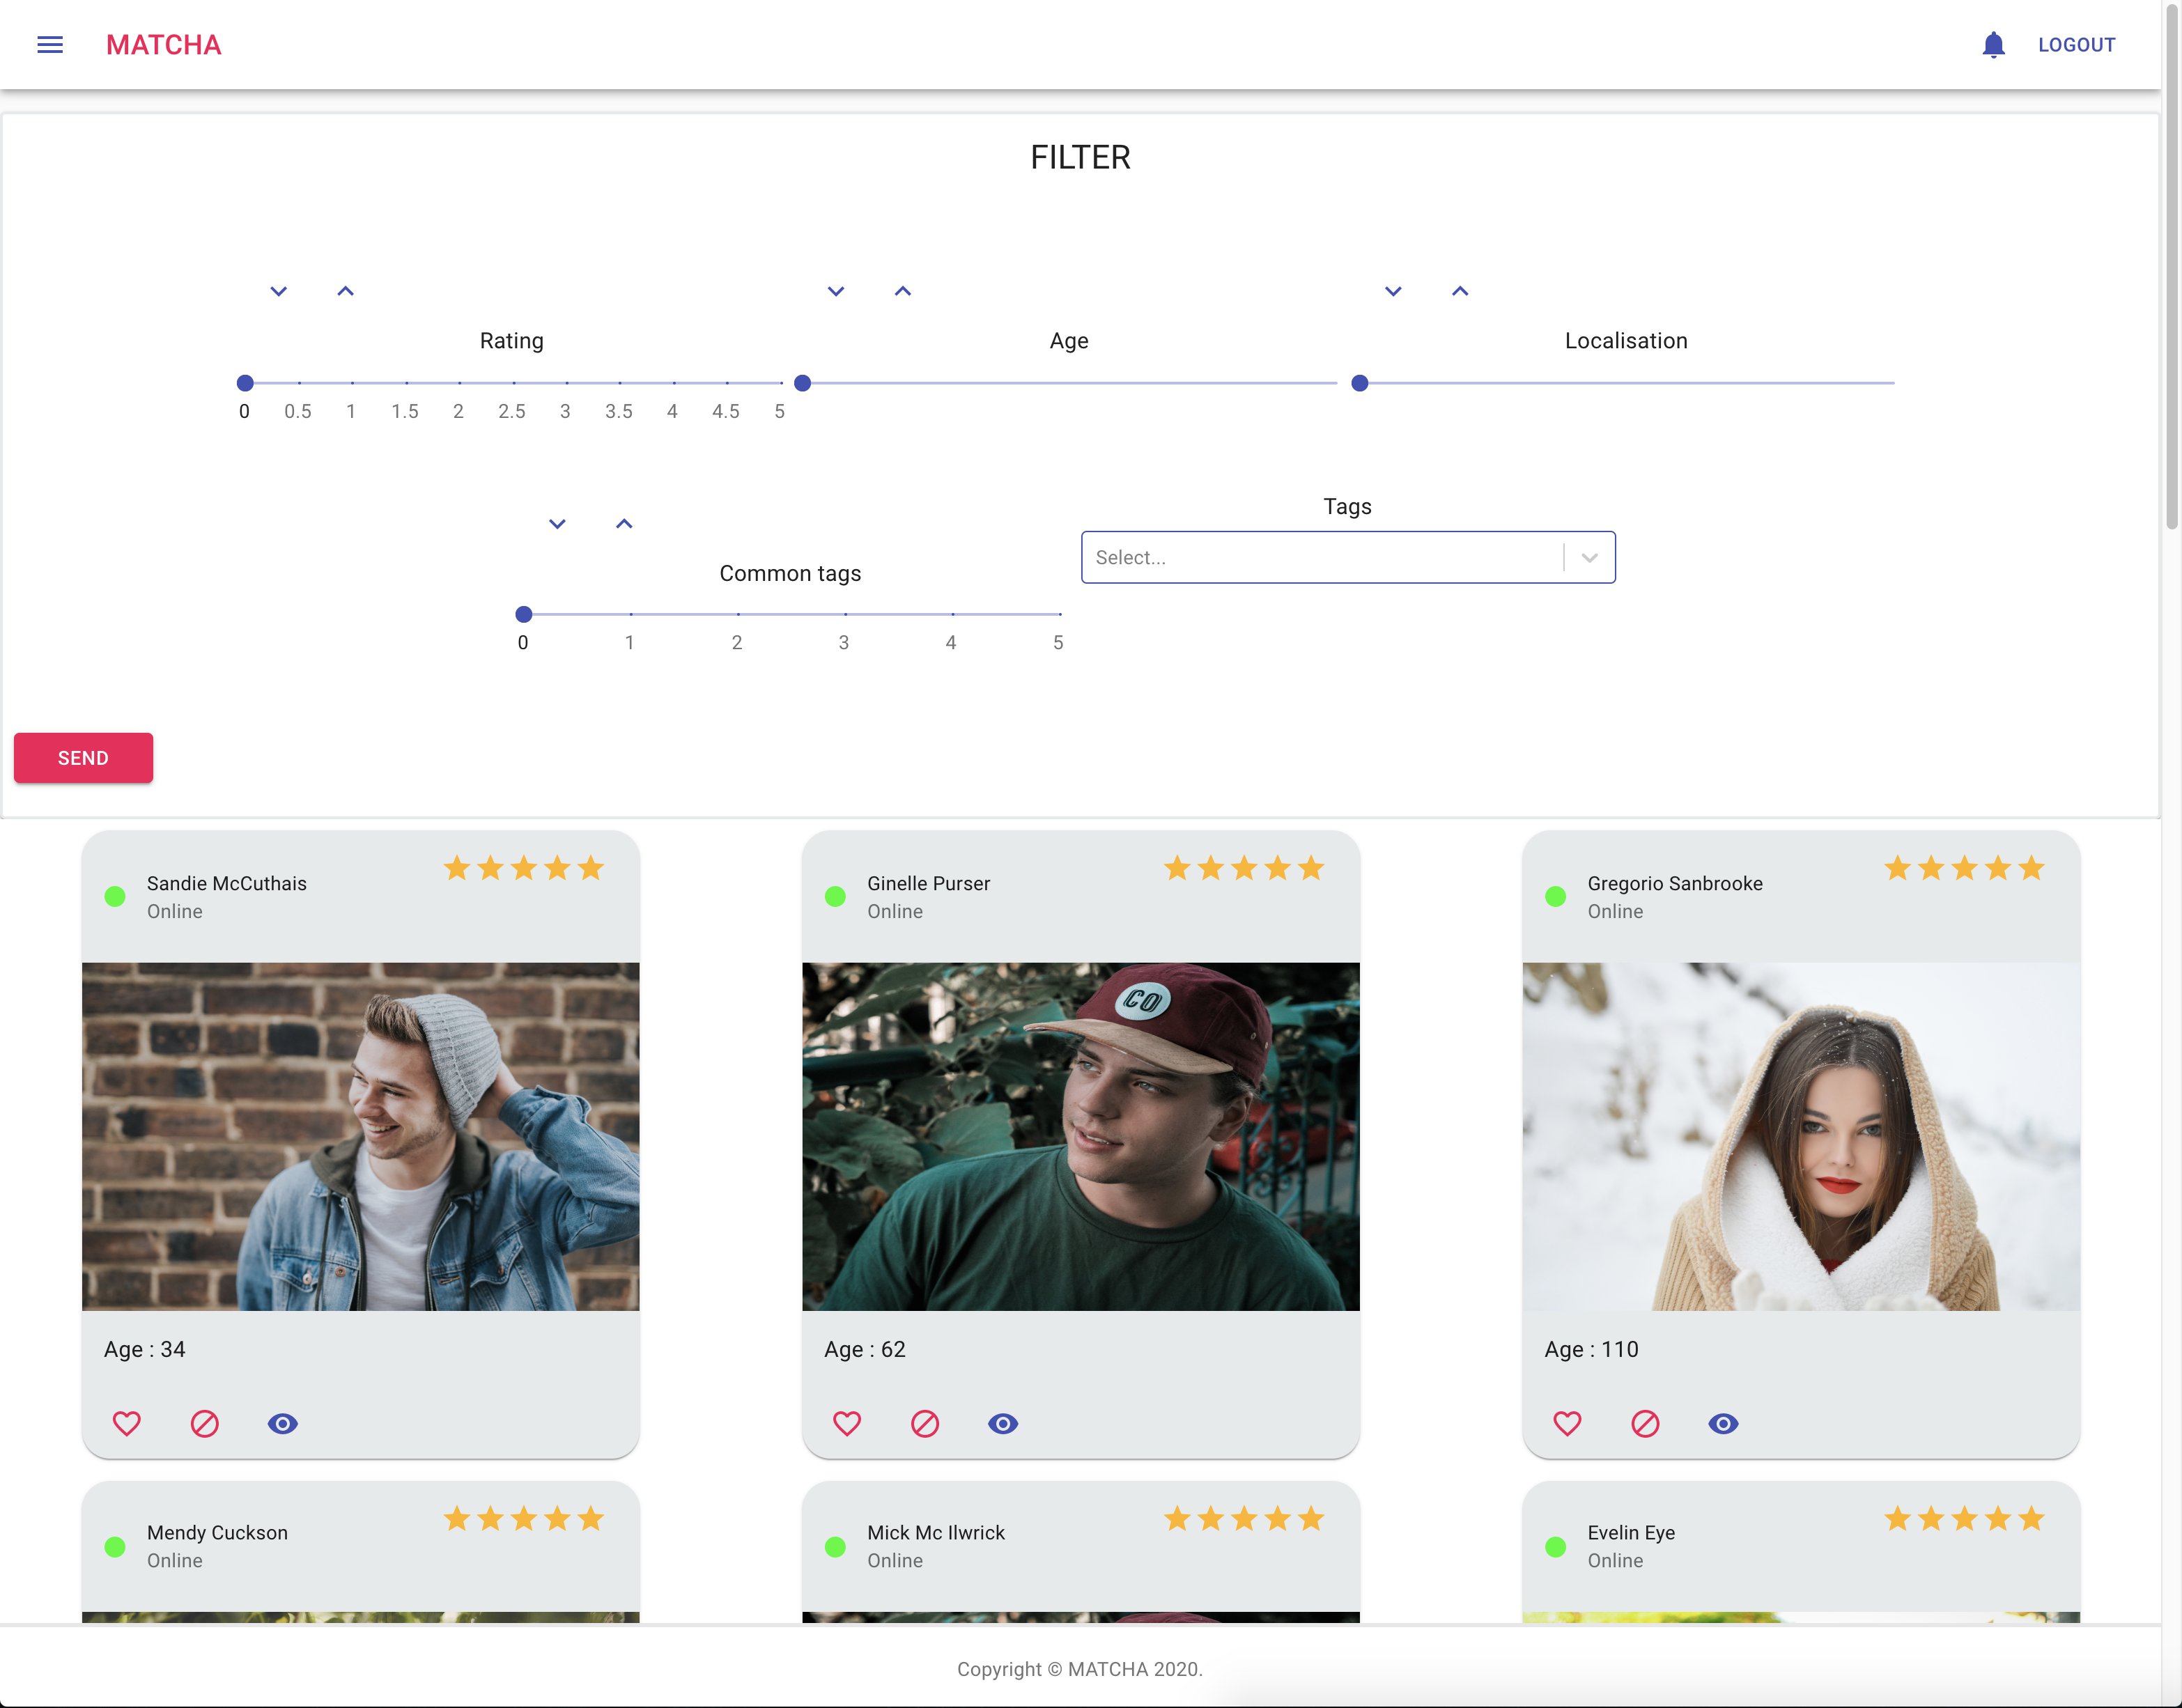 MATCHA
LOGOUT
FILTER
Rating
Age
Localisation
0 0.5 1 1.5 2 2.5 3 3.5 4 4.5 5
Tags
Select...
Common tags
0 1 2 3 4 5
SEND
Sandie McCuthais
Online
Ginelle Purser
Online
Gregorio Sanbrooke
Online
CO
Age : 34
Age : 62
Age : 110
Mendy Cuckson
Online
Mick Mc Ilwrick
Online
Evelin Eye
Online
Copyright © MATCHA 2020.